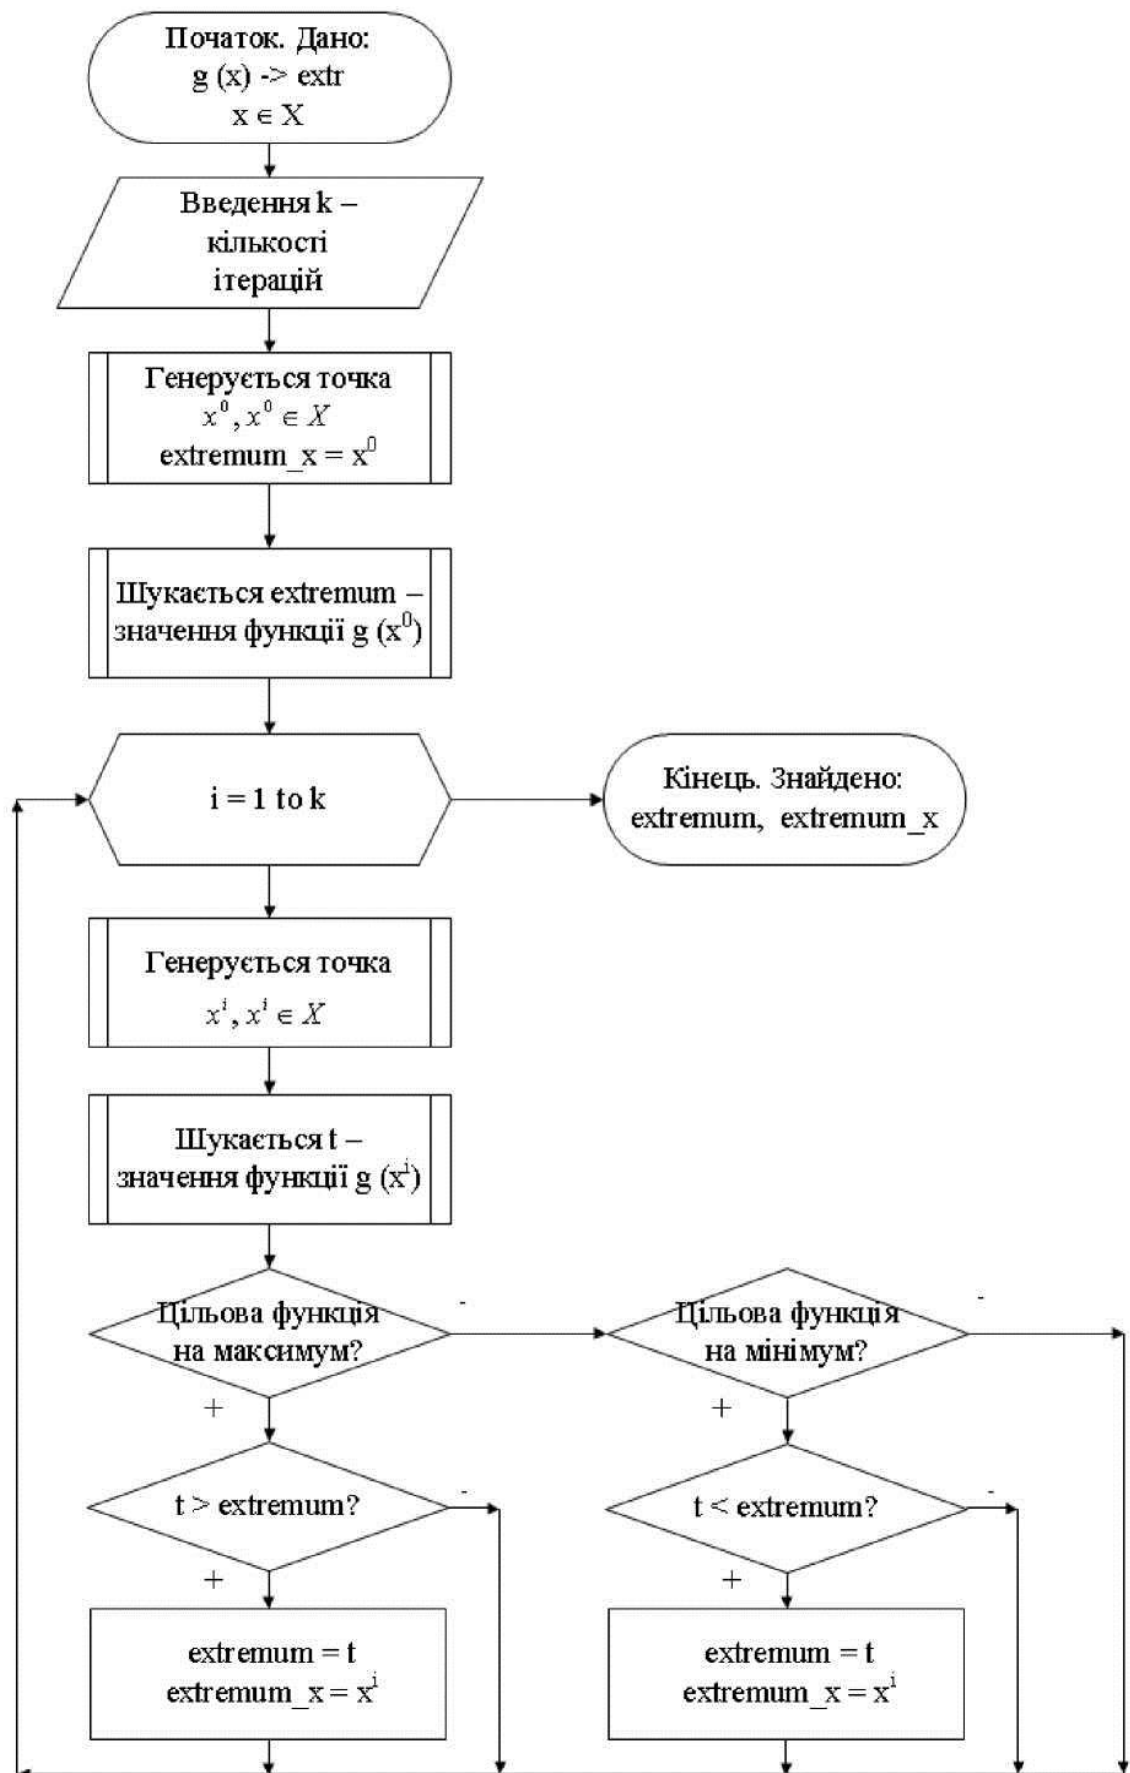 Початок. Дано:
g (x) -> extr
x ∈ X
Введення k –
кількості
ітерацій
Генерується точка
x⁰, x⁰ ∈ X
extremum_x = x⁰
Шукається extremum –
значення функції g (x⁰)
i = 1 to k
Кінець. Знайдено:
extremum, extremum_x
Генерується точка
xⁱ, xⁱ ∈ X
Шукається t –
значення функції g (xⁱ)
Цільова функція
на максимум?
-
+
Цільова функція
на мінімум?
-
+
t > extremum?
-
+
t < extremum?
-
+
extremum = t
extremum_x = xⁱ
extremum = t
extremum_x = xⁱ